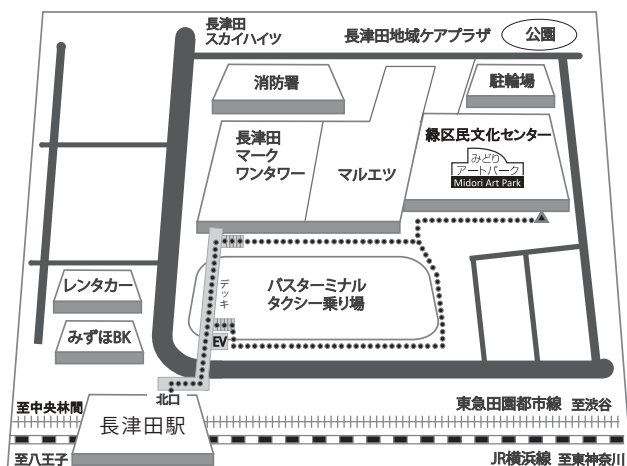 長津田
スカイハイツ
長津田地域ケアプラザ
公園
消防署
駐輪場
長津田
マーク
ワンタワー
マルエツ
緑区民文化センター
みどり
アートパーク
Midori Art Park
デッキ
バスターミナル
タクシー乗り場
レンタカー
みずほBK
EV
北口
至中央林間
東急田園都市線 至渋谷
長津田駅
至八王子
JR横浜線 至東神奈川